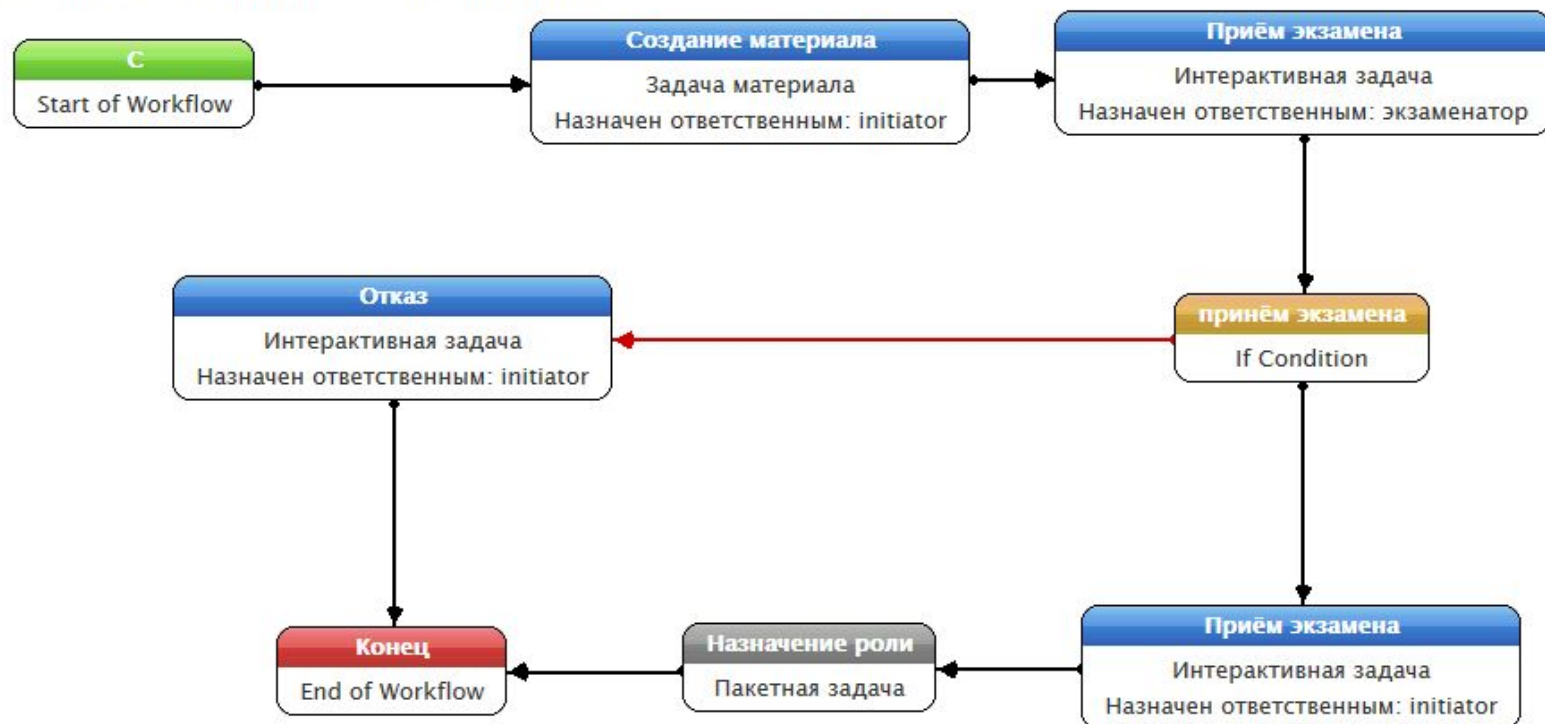 С
Start of Workflow
Создание материала
Задача материала
Назначен ответственным: initiator
Приём экзамена
Интерактивная задача
Назначен ответственным: экзаменатор
Отказ
Интерактивная задача
Назначен ответственным: initiator
принём экзамена
If Condition
Конец
End of Workflow
Назначение роли
Пакетная задача
Приём экзамена
Интерактивная задача
Назначен ответственным: initiator